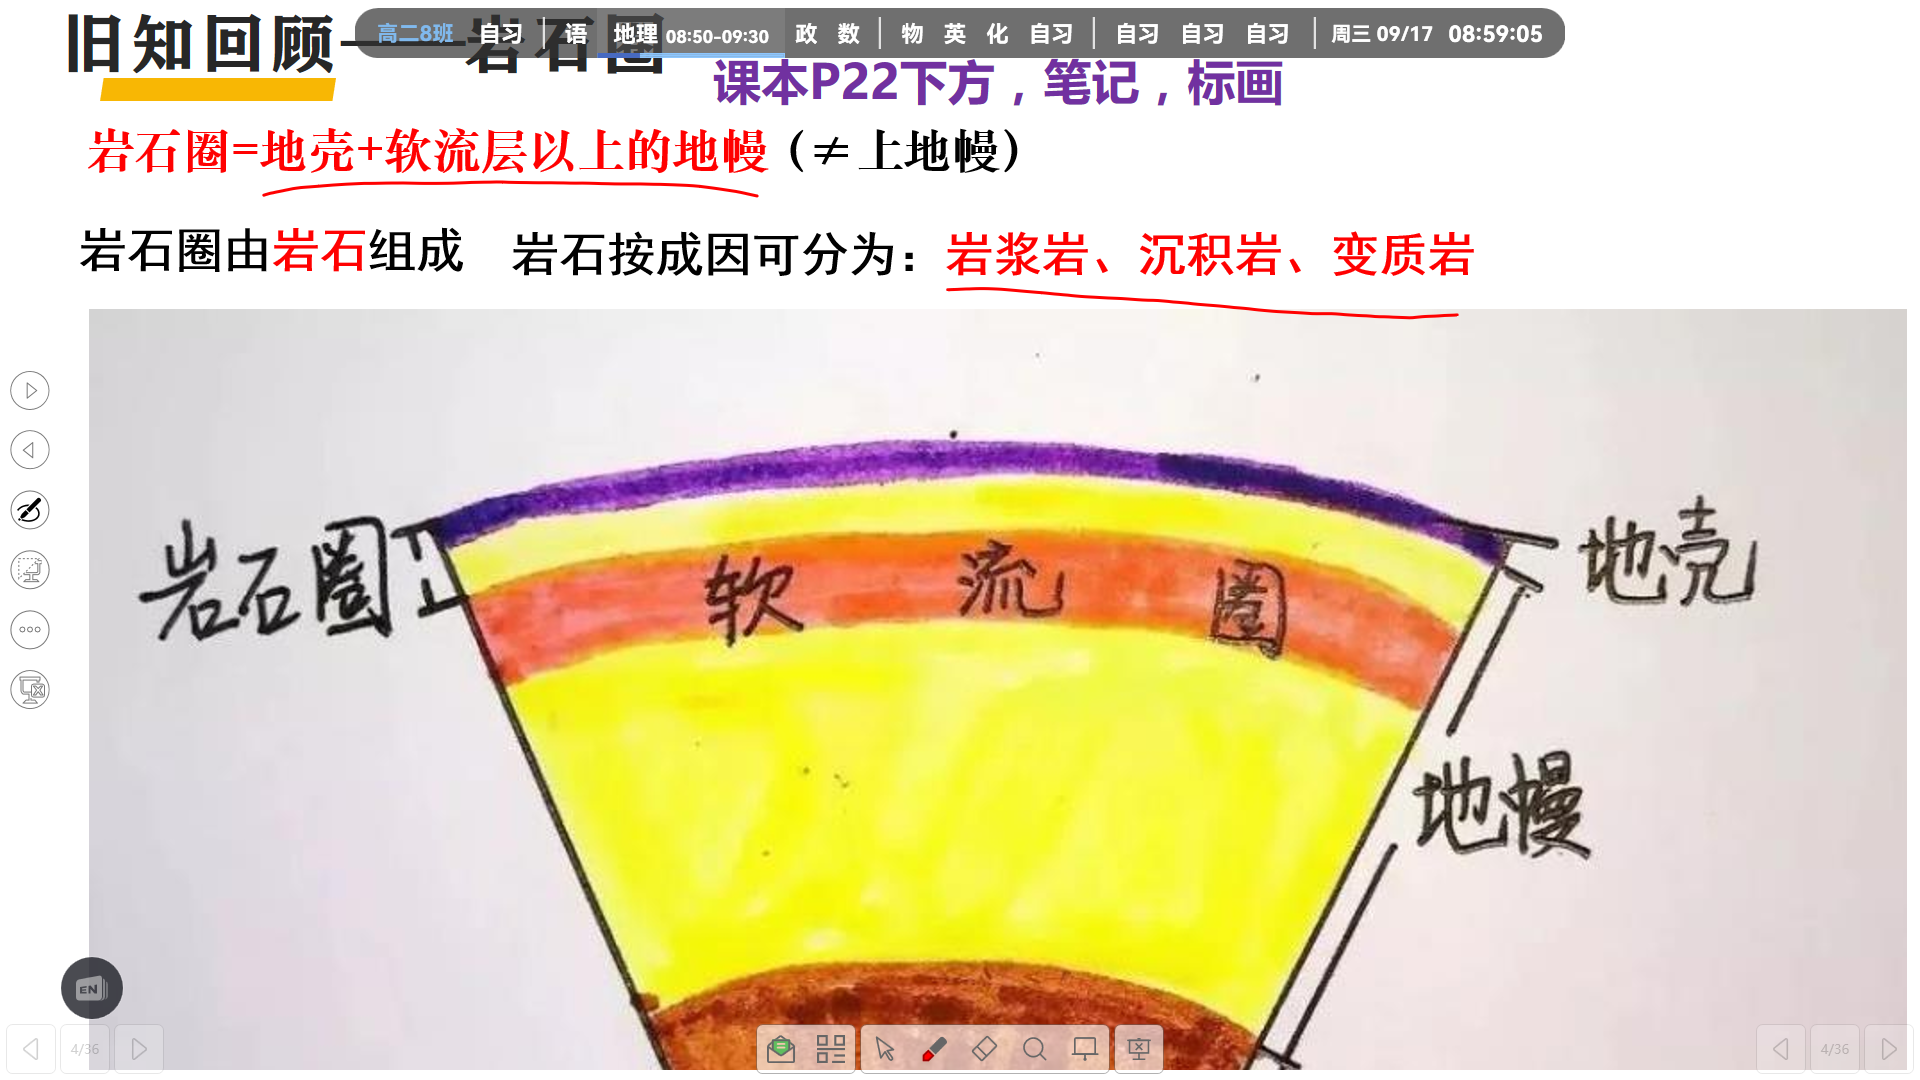 旧知回顾——岩石圈
高二8班 自习 语 地理 08:50-09:30 政 数 物 英 化 自习 自习 自习 自习 周三 09/17 08:59:05
课本P22下方，笔记，标画
岩石圈=地壳+软流层以上的地幔（≠上地幔）
岩石圈由岩石组成 岩石按成因可分为：岩浆岩、沉积岩、变质岩
岩石圈
软流圈
地壳
地幔
EN
4/36
4/36